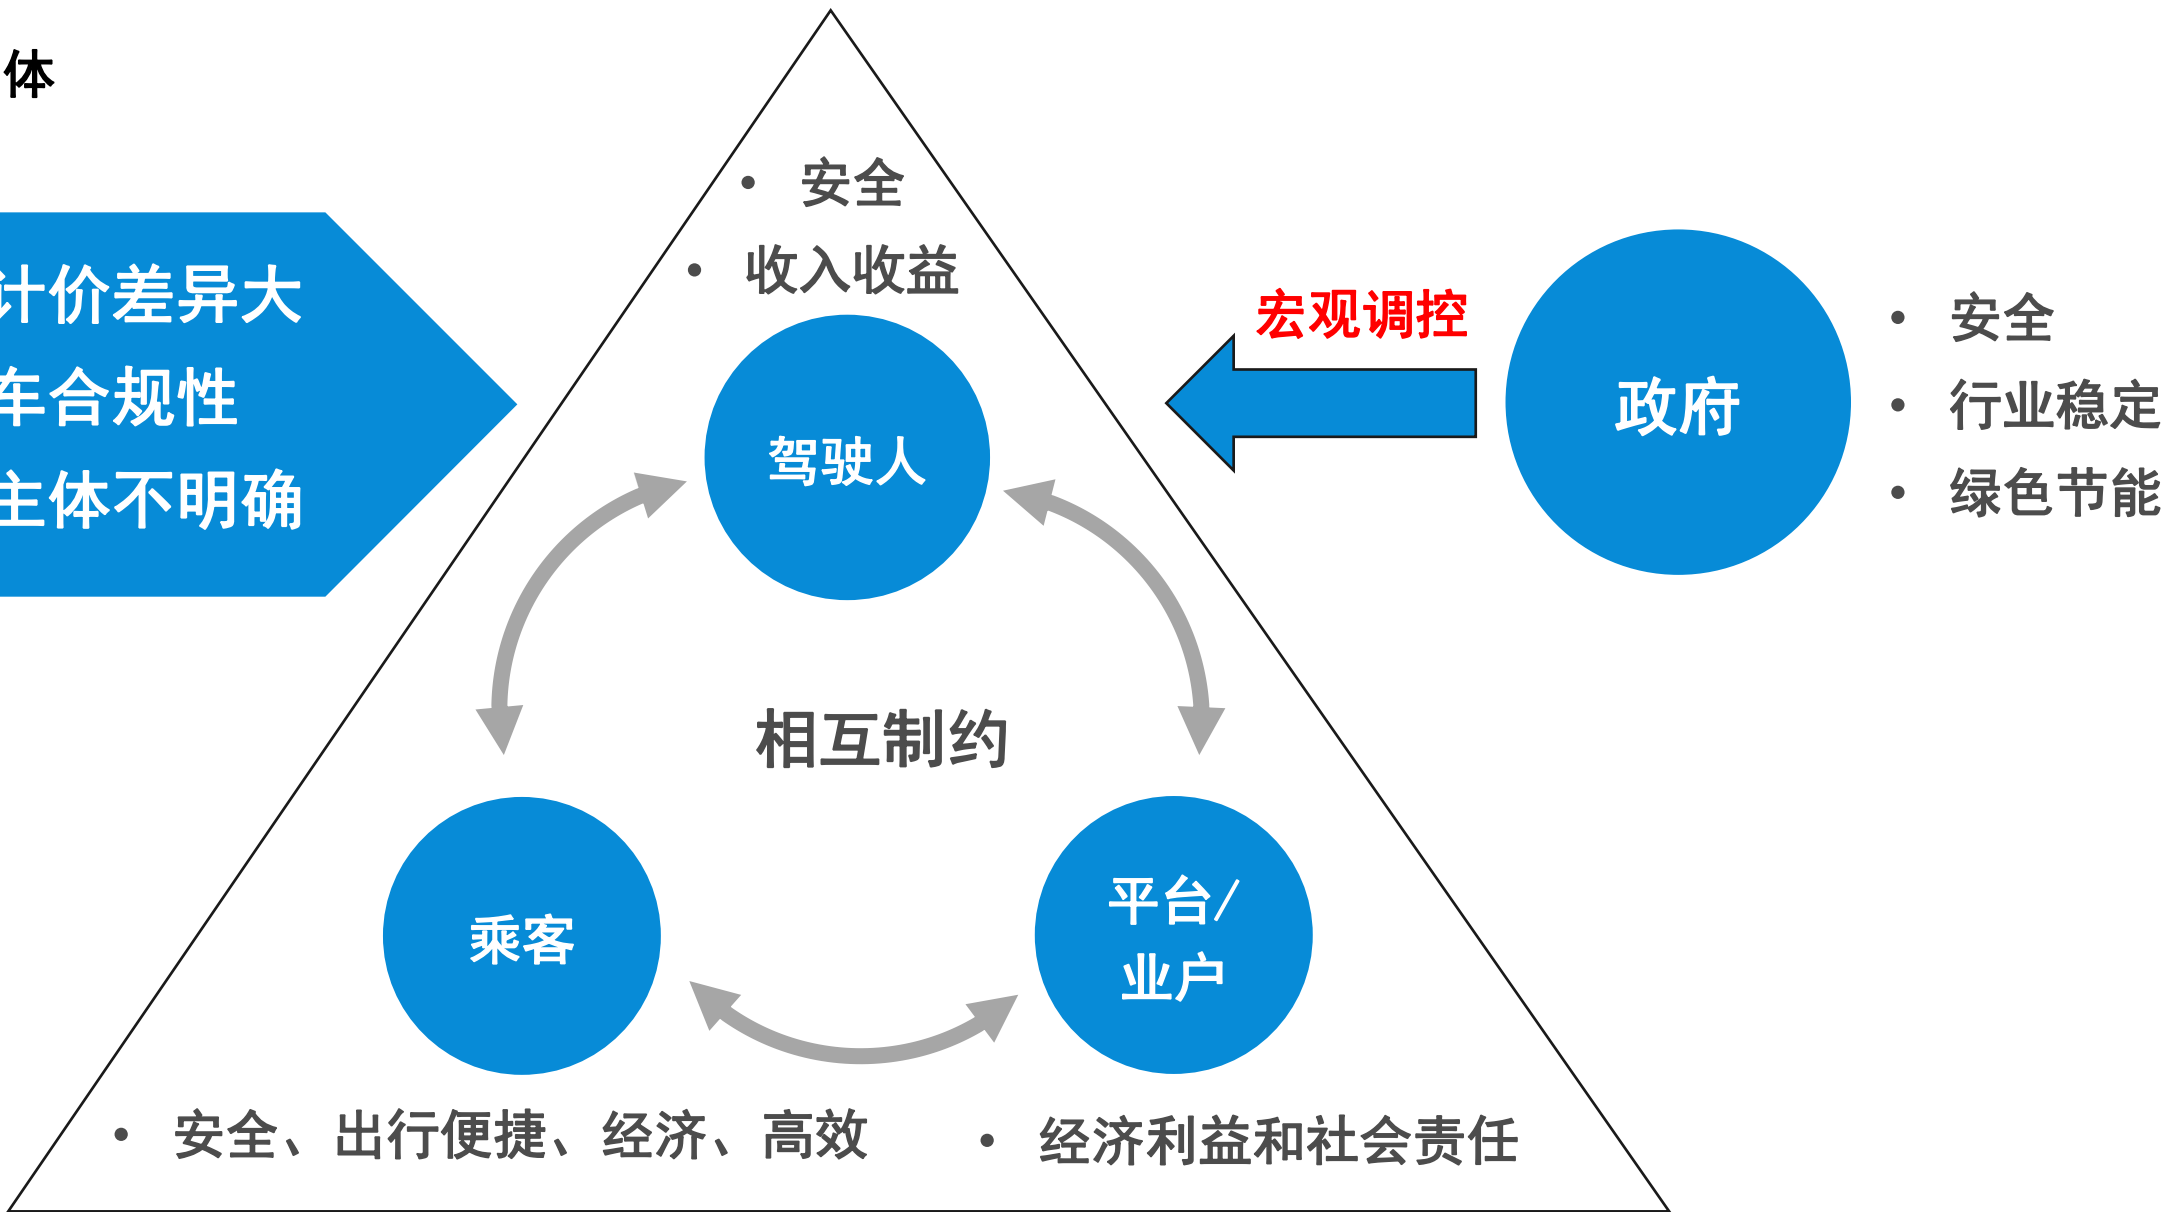 体
• 安全
• 收入收益
计价差异大
车合规性
主体不明确
宏观调控
驾驶人
政府
• 安全
• 行业稳定
• 绿色节能
相互制约
乘客
平台/
业户
• 安全、出行便捷、经济、高效
• 经济利益和社会责任